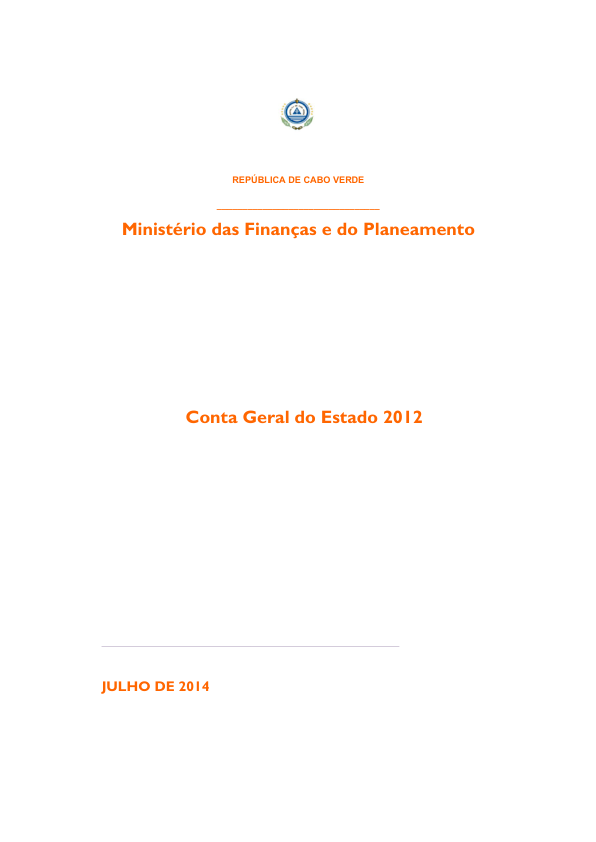 REPÚBLICA DE CABO VERDE
Ministério das Finanças e do Planeamento
Conta Geral do Estado 2012
JULHO DE 2014